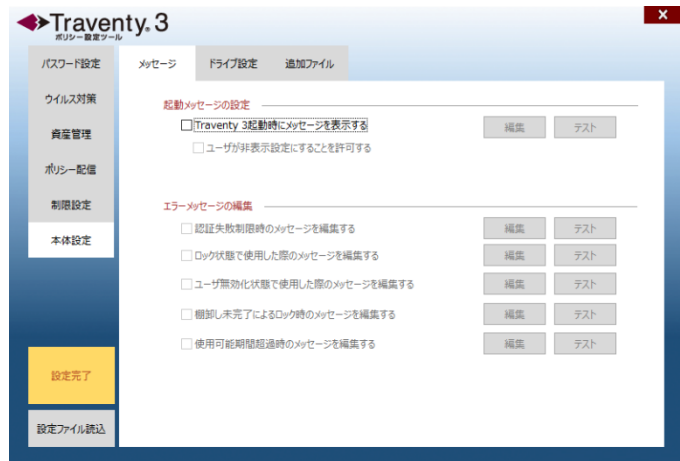 Traventy. 3
ポリシー設定ツール
X
パスワード設定
ウイルス対策
資産管理
ポリシー配信
制限設定
本体設定
設定完了
設定ファイル読込
メッセージ
ドライブ設定
追加ファイル
起動メッセージの設定
Traventy 3起動時にメッセージを表示する
編集
テスト
ユーザが非表示設定にすることを許可する
エラーメッセージの編集
認証失敗制限時のメッセージを編集する
編集
テスト
ロック状態で使用した際のメッセージを編集する
編集
テスト
ユーザ無効化状態で使用した際のメッセージを編集する
編集
テスト
棚卸し未完了によるロック時のメッセージを編集する
編集
テスト
使用可能期間超過時のメッセージを編集する
編集
テスト